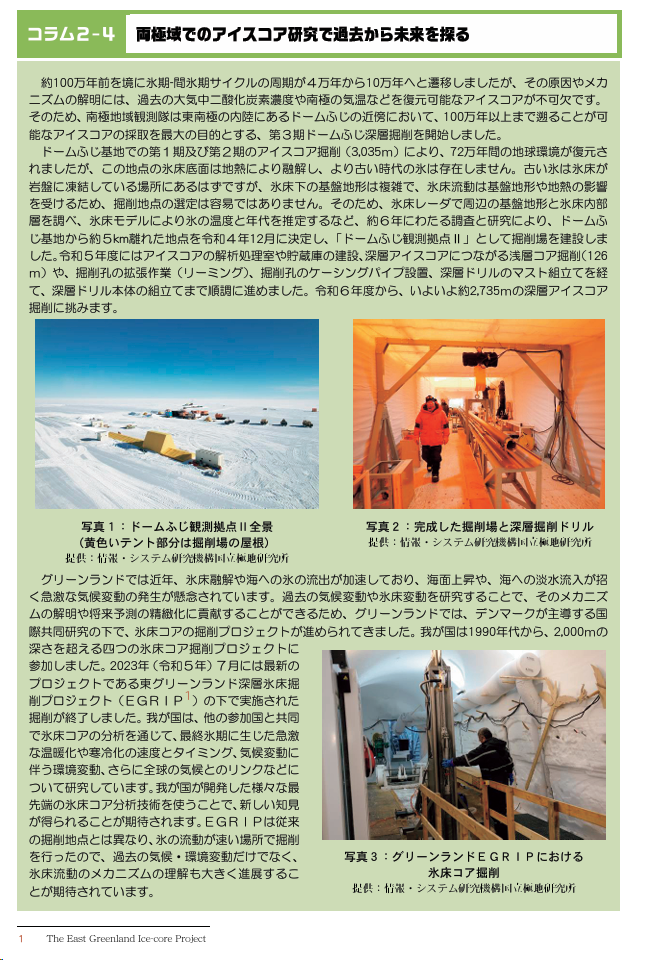 コラム2-4
両極域でのアイスコア研究で過去から未来を探る
約100万年前を境に氷期-間氷期サイクルの周期が４万年から10万年へと遷移しましたが、その原因やメカ
ニズムの解明には、過去の大気中二酸化炭素濃度や南極の気温などを復元可能なアイスコアが不可欠です。
そのため、南極地域観測隊は東南極の内陸にあるドームふじの近傍において、100万年以上まで遡ることが可
能なアイスコアの採取を最大の目的とする、第３期ドームふじ深層掘削を開始しました。
ドームふじ基地での第１期及び第２期のアイスコア掘削（3,035ｍ）により、72万年間の地球環境が復元さ
れましたが、この地点の氷床底面は地熱により融解し、より古い時代の氷は存在しません。古い氷は氷床が
岩盤に凍結している場所にあるはずですが、氷床下の基盤地形は複雑で、氷床流動は基盤地形や地熱の影響
を受けるため、掘削地点の選定は容易ではありません。そのため、氷床レーダで周辺の基盤地形と氷床内部
層を調べ、氷床モデルにより氷の温度と年代を推定するなど、約６年にわたる調査と研究により、ドームふ
じ基地から約５km離れた地点を令和４年12月に決定し、「ドームふじ観測拠点Ⅱ」として掘削場を建設しま
した。令和５年度にはアイスコアの解析処理室や貯蔵庫の建設、深層アイスコアにつながる浅層コア掘削（126
ｍ）や、掘削孔の拡張作業（リーミング）、掘削孔のケーシングパイプ設置、深層ドリルのマスト組立てを経
て、深層ドリル本体の組立てまで順調に進めました。令和６年度から、いよいよ約2,735ｍの深層アイスコア
掘削に挑みます。
写真１：ドームふじ観測拠点Ⅱ全景
（黄色いテント部分は掘削場の屋根）
提供：情報・システム研究機構国立極地研究所
写真２：完成した掘削場と深層掘削ドリル
提供：情報・システム研究機構国立極地研究所
グリーンランドでは近年、氷床融解や海への氷の流出が加速しており、海面上昇や、海への淡水流入が招
く急激な気候変動の発生が懸念されています。過去の気候変動や氷床変動を研究することで、そのメカニズ
ムの解明や将来予測の精緻化に貢献することができるため、グリーンランドでは、デンマークが主導する国
際共同研究の下で、氷床コアの掘削プロジェクトが進められてきました。我が国は1990年代から、2,000ｍの
深さを超える四つの氷床コア掘削プロジェクトに
参加しました。2023年（令和５年）７月には最新の
プロジェクトである東グリーンランド深層氷床掘
削プロジェクト（ＥＧＲＩＰ1）の下で実施された
掘削が終了しました。我が国は、他の参加国と共同
で氷床コアの分析を通じて、最終氷期に生じた急激
な温暖化や寒冷化の速度とタイミング、気候変動に
伴う環境変動、さらに全球の気候とのリンクなどに
ついて研究しています。我が国が開発した様々な最
先端の氷床コア分析技術を使うことで、新しい知見
が得られることが期待されます。ＥＧＲＩＰは従来
の掘削地点とは異なり、氷の流動が速い場所で掘削
を行ったので、過去の気候・環境変動だけでなく、
氷床流動のメカニズムの理解も大きく進展するこ
とが期待されています。
写真３：グリーンランドＥＧＲＩＰにおける
氷床コア掘削
提供：情報・システム研究機構国立極地研究所
1 The East Greenland Ice-core Project